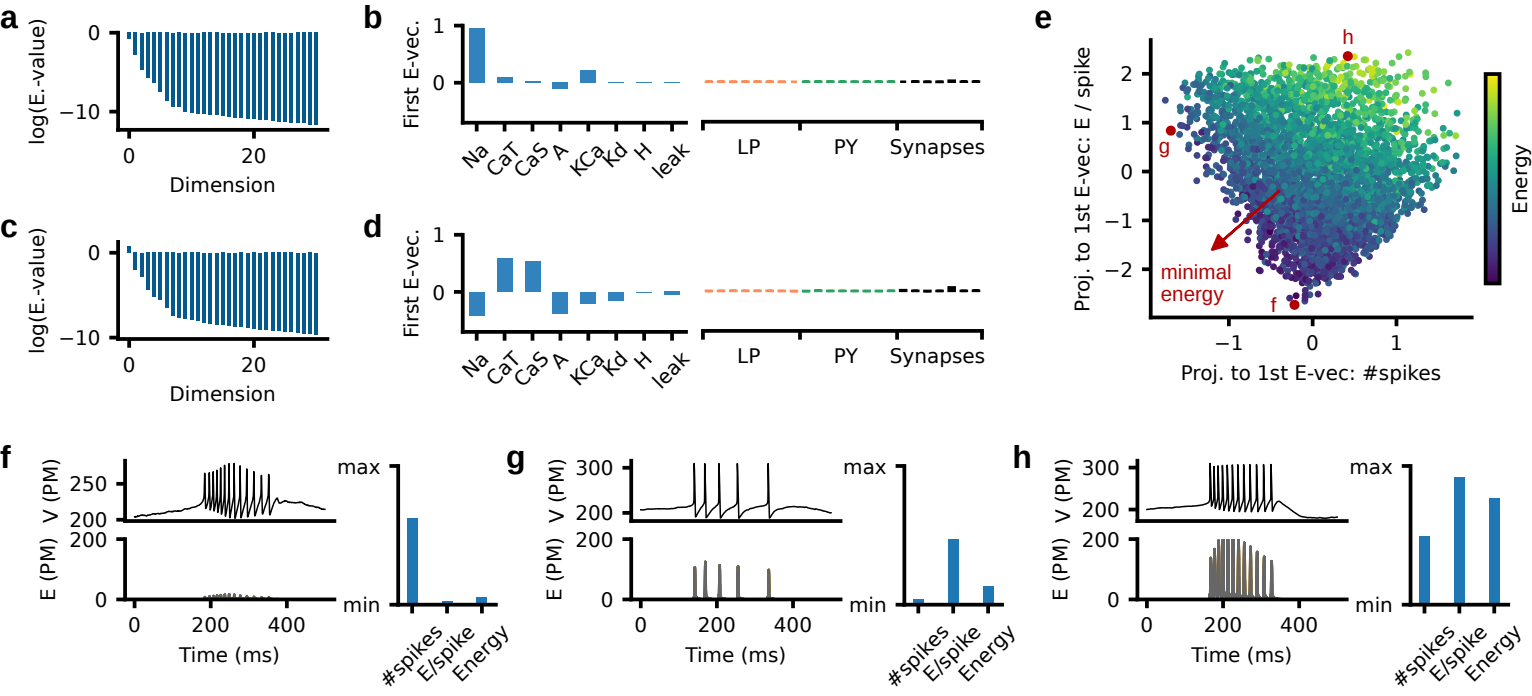 a
log(E.-value)
0
−10
0
20
Dimension
b
First E-vec.
1
0
Na
CaT
CaS
A
KCa
Kd
H
leak
LP
PY
Synapses
c
log(E.-value)
0
−10
0
20
Dimension
d
First E-vec.
1
0
Na
CaT
CaS
A
KCa
Kd
H
leak
LP
PY
Synapses
e
Proj. to 1st E-vec: E / spike
2
1
0
−1
−2
h
g
minimal
energy
f
−1
0
1
Proj. to 1st E-vec: #spikes
Energy
f
V (PM)
250
200
E (PM)
200
0
0
200
400
Time (ms)
max
min
#spikes
E/spike
Energy
g
V (PM)
300
200
E (PM)
200
0
0
200
400
Time (ms)
max
min
#spikes
E/spike
Energy
h
V (PM)
300
200
E (PM)
200
0
0
200
400
Time (ms)
max
min
#spikes
E/spike
Energy